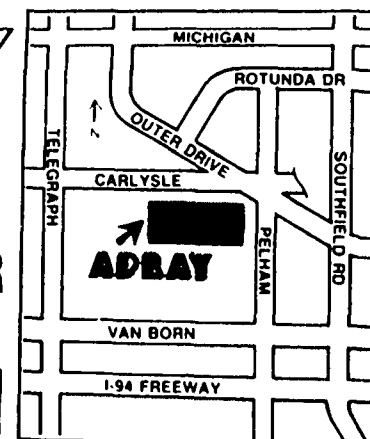 MICHIGAN
ROTUNDA DR
N
OUTER DRIVE
TELEGRAPH
CARLYSLE
SOUTHFIELD RD
ADRAY
PELHAM
VAN BORN
I-94 FREEWAY